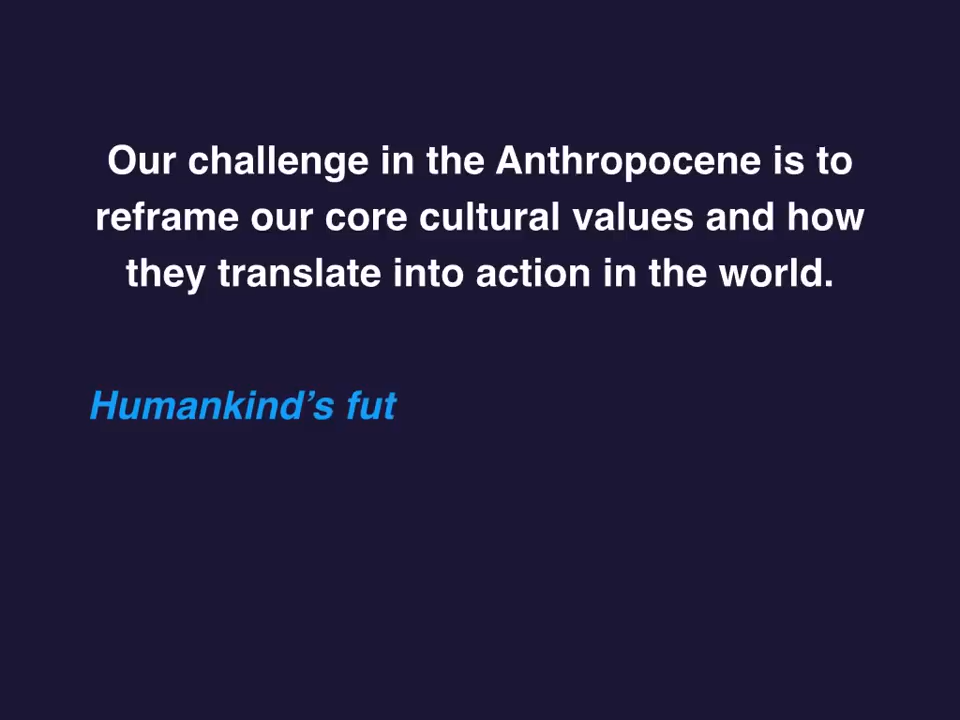 Our challenge in the Anthropocene is to
reframe our core cultural values and how
they translate into action in the world.
Humankind’s fut